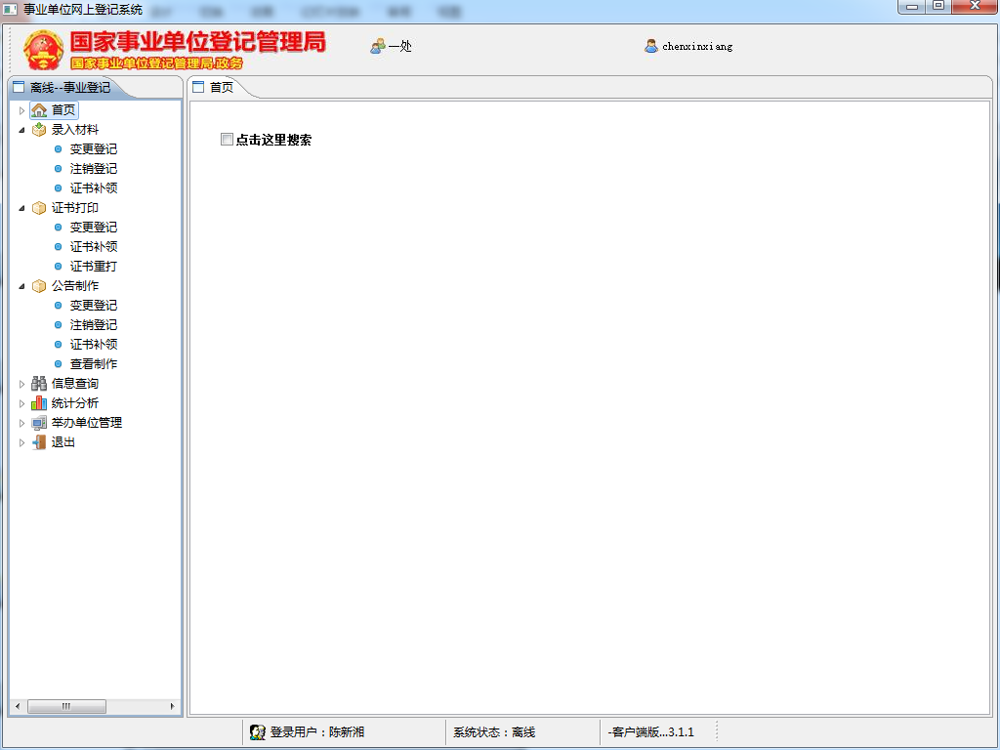 事业单位网上登记系统
国家事业单位登记管理局
国家事业单位登记管理局.政务
一处
chenxinxiang
离线--事业登记
首页
首页
录入材料
变更登记
注销登记
证书补领
证书打印
变更登记
证书补领
证书重打
公告制作
变更登记
注销登记
证书补领
查看制作
信息查询
统计分析
举办单位管理
退出
点击这里搜索
登录用户：陈新湘
系统状态：离线
-客户端版...3.1.1